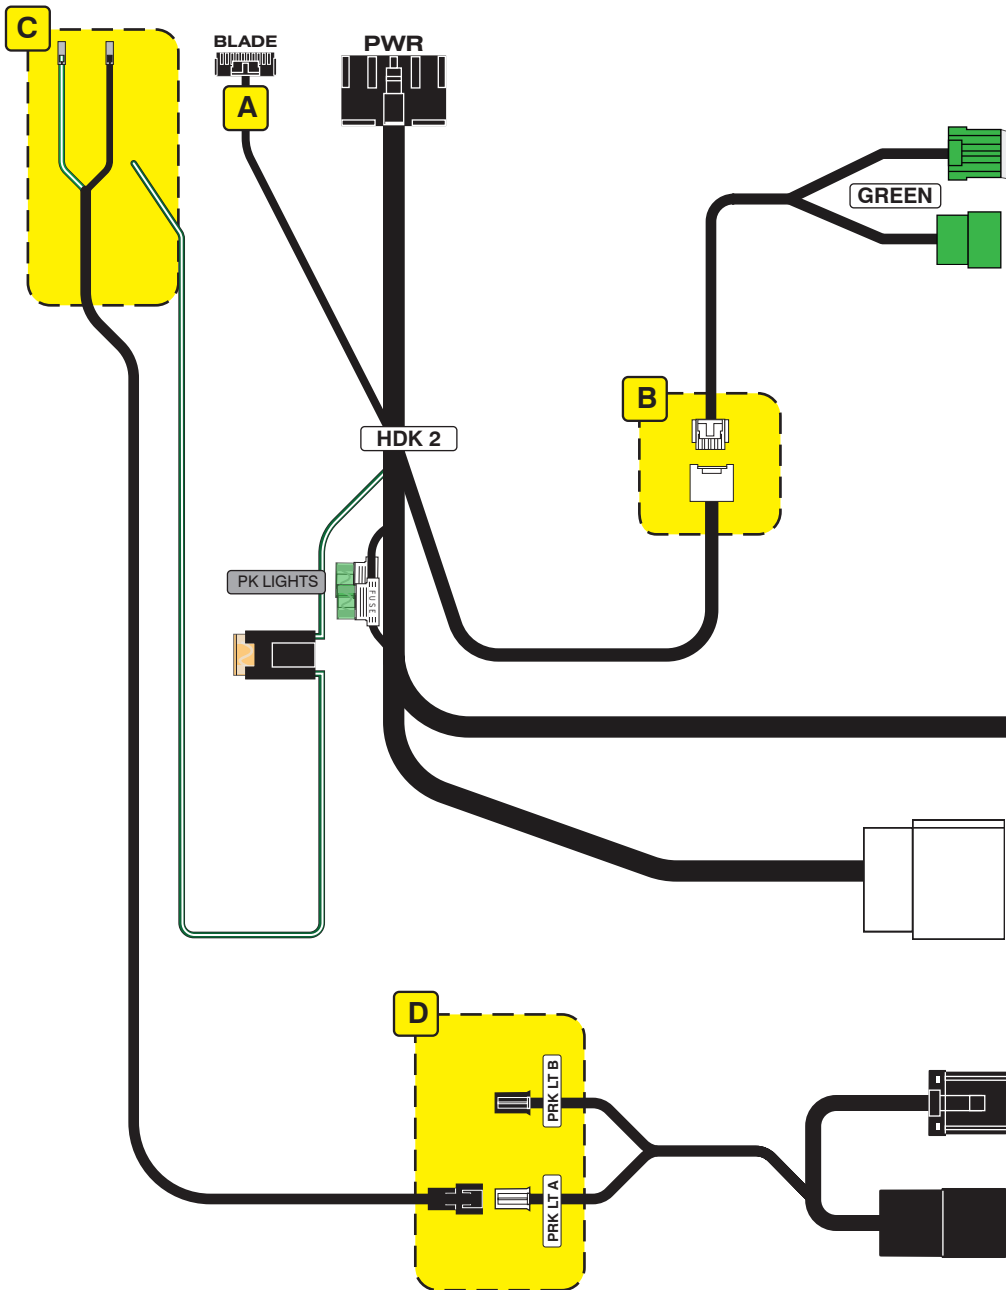 C
BLADE
PWR
A
GREEN
B
HDK 2
PK LIGHTS
FUSE
D
PRK LT B
PRK LT A